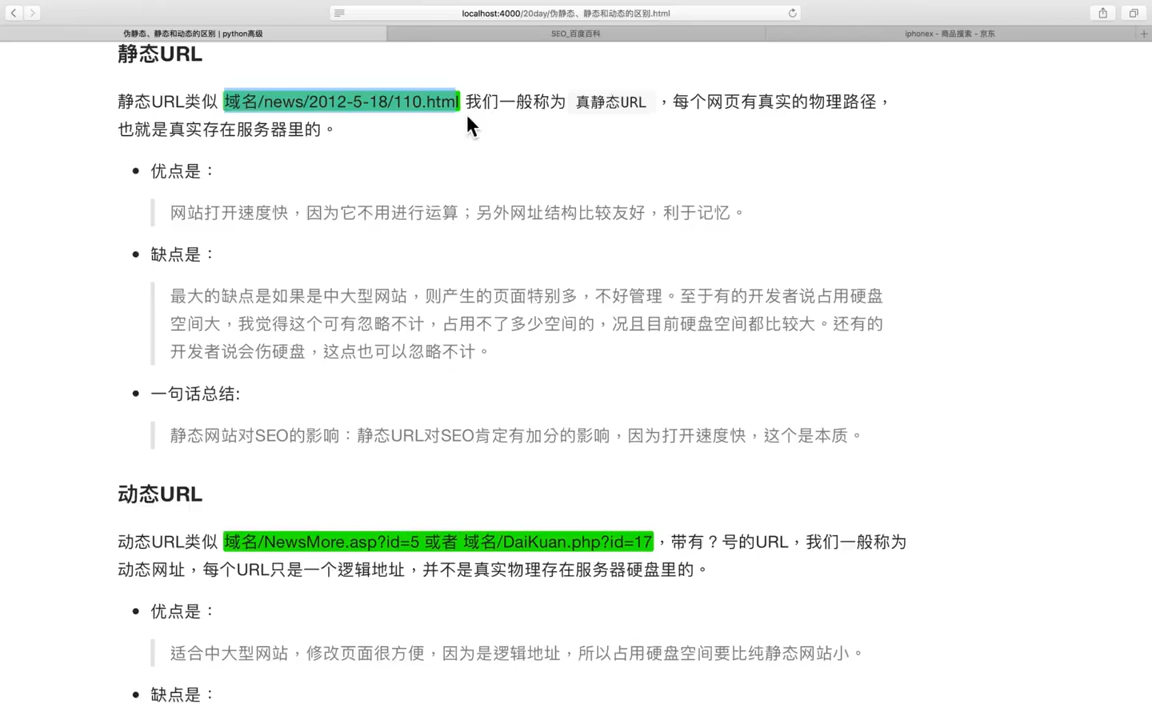 localhost:4000/20day/伪静态、静态和动态的区别.html
伪静态、静态和动态的区别 | python高级
SEO_百度百科
iphonex - 商品搜索 - 京东
静态URL
静态URL类似 域名/news/2012-5-18/110.html 我们一般称为 真静态URL ，每个网页有真实的物理路径，
也就是真实存在服务器里的。
• 优点是：
网站打开速度快，因为它不用进行运算；另外网址结构比较友好，利于记忆。
• 缺点是：
最大的缺点是如果是中大型网站，则产生的页面特别多，不好管理。至于有的开发者说占用硬盘
空间大，我觉得这个可有忽略不计，占用不了多少空间的，况且目前硬盘空间都比较大。还有的
开发者说会伤硬盘，这点也可以忽略不计。
• 一句话总结:
静态网站对SEO的影响：静态URL对SEO肯定有加分的影响，因为打开速度快，这个是本质。
动态URL
动态URL类似 域名/NewsMore.asp?id=5 或者 域名/DaiKuan.php?id=17 ，带有？号的URL，我们一般称为
动态网址，每个URL只是一个逻辑地址，并不是真实物理存在服务器硬盘里的。
• 优点是：
适合中大型网站，修改页面很方便，因为是逻辑地址，所以占用硬盘空间要比纯静态网站小。
• 缺点是：